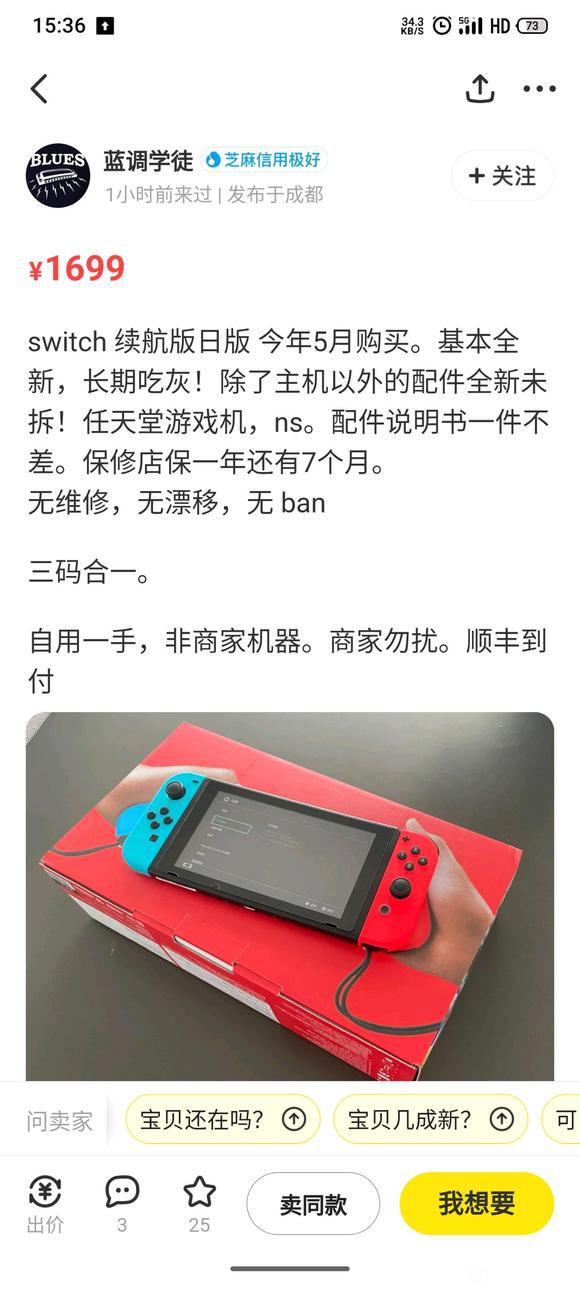 15:36
34.3
KB/S
5G
HD
73
BLUES
蓝调学徒
芝麻信用极好
1小时前来过 | 发布于成都
+ 关注
¥1699
switch 续航版日版 今年5月购买。基本全
新，长期吃灰！除了主机以外的配件全新未
拆！任天堂游戏机，ns。配件说明书一件不
差。保修店保一年还有7个月。
无维修，无漂移，无 ban
三码合一。
自用一手，非商家机器。商家勿扰。顺丰到
付
问卖家
宝贝还在吗？
宝贝几成新？
可
出价
3
25
卖同款
我想要